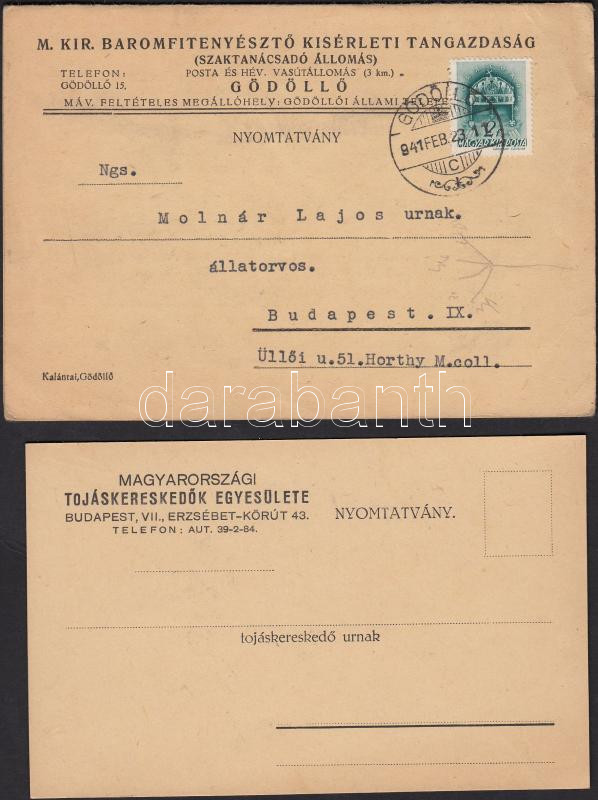 M. KIR. BAROMFITENYÉSZTŐ KISÉRLETI TANGAZDASÁG
(SZAKTANÁCSADÓ ÁLLOMÁS)
TELEFON:
GÖDÖLLŐ 15.
POSTA ÉS HÉV. VASÚTÁLLOMÁS (3 km.)
GÖDÖLLŐ
MÁV. FELTÉTELES MEGÁLLÓHELY: GÖDÖLLŐI ÁLLAMI
GÖDÖLLŐ
941 FEB. 23. 12
C
MAGYAR KIR. POSTA
NYOMTATVÁNY
Ngs.
Molnár Lajos urnak.
állatorvos.
Budapest. IX.
Üllői u.51.Horthy M.coll.
Kalántai,Gödöllő
darabanth
MAGYARORSZÁGI
TOJÁSKERESKEDŐK EGYESÜLETE
BUDAPEST, VII., ERZSÉBET-KÖRÚT 43.
TELEFON: AUT. 39-2-84.
NYOMTATVÁNY.
tojáskereskedő urnak